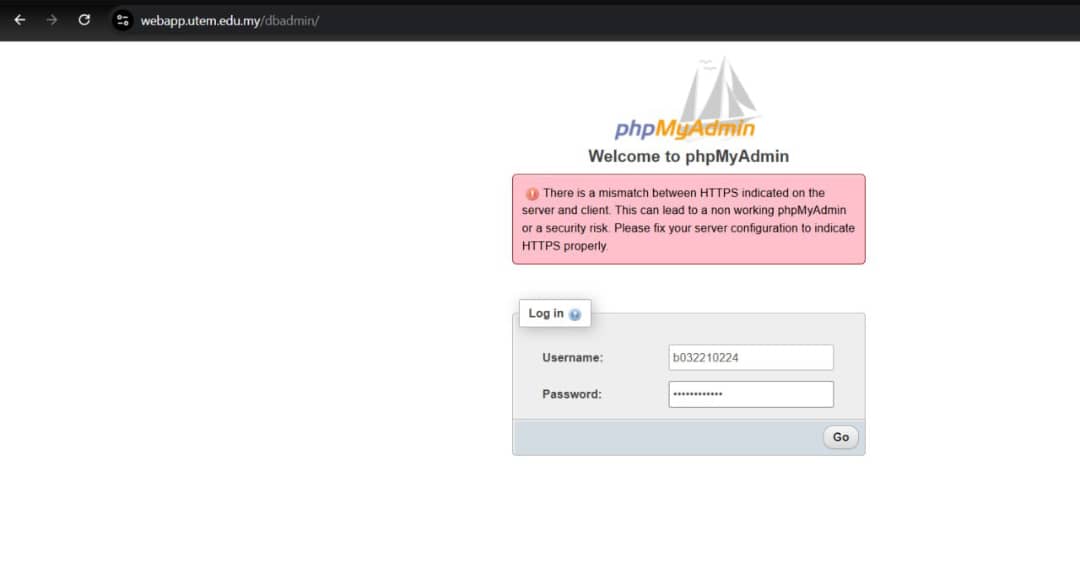 webapp.utem.edu.my/dbadmin/
phpMyAdmin
Welcome to phpMyAdmin
There is a mismatch between HTTPS indicated on the
server and client. This can lead to a non working phpMyAdmin
or a security risk. Please fix your server configuration to indicate
HTTPS properly.
Log in
Username: b032210224
Password: ••••••••••••
Go